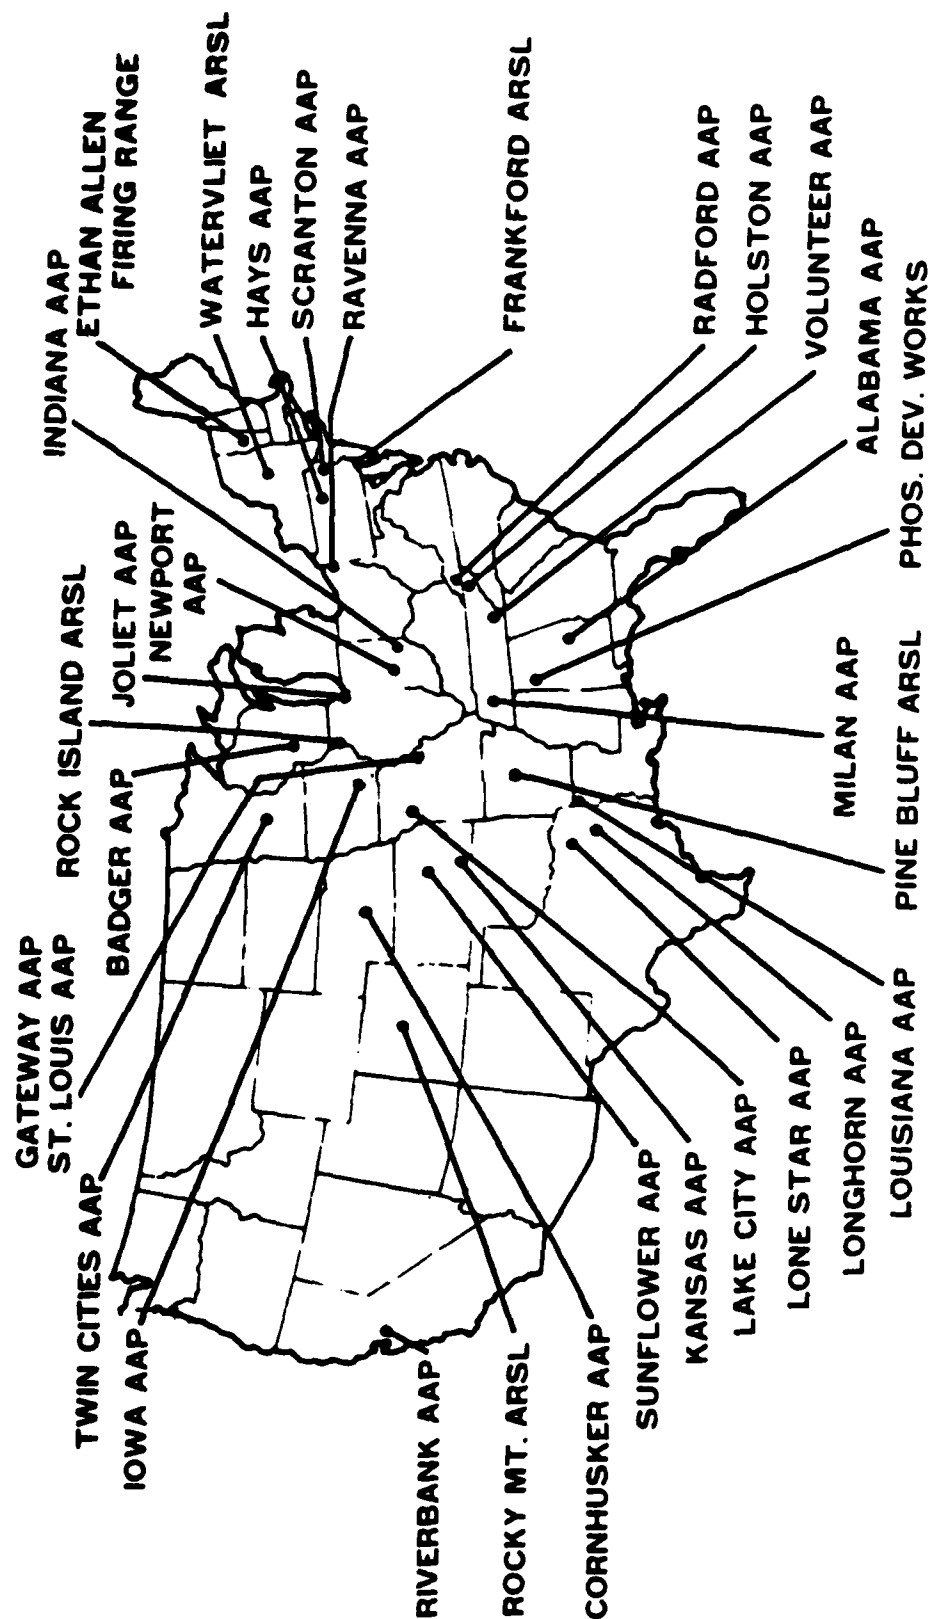 GATEWAY AAP
ST. LOUIS AAP
TWIN CITIES AAP
IOWA AAP
BADGER AAP
ROCK ISLAND ARSL
JOLIET AAP
NEWPORT
AAP
INDIANA AAP
ETHAN ALLEN
FIRING RANGE
WATERVLIET ARSL
HAYS AAP
SCRANTON AAP
RAVENNA AAP
FRANKFORD ARSL
RADFORD AAP
HOLSTON AAP
VOLUNTEER AAP
ALABAMA AAP
PHOS. DEV. WORKS
MILAN AAP
PINE BLUFF ARSL
LOUISIANA AAP
LONGHORN AAP
LONE STAR AAP
LAKE CITY AAP
KANSAS AAP
SUNFLOWER AAP
CORNHUSKER AAP
ROCKY MT. ARSL
RIVERBANK AAP